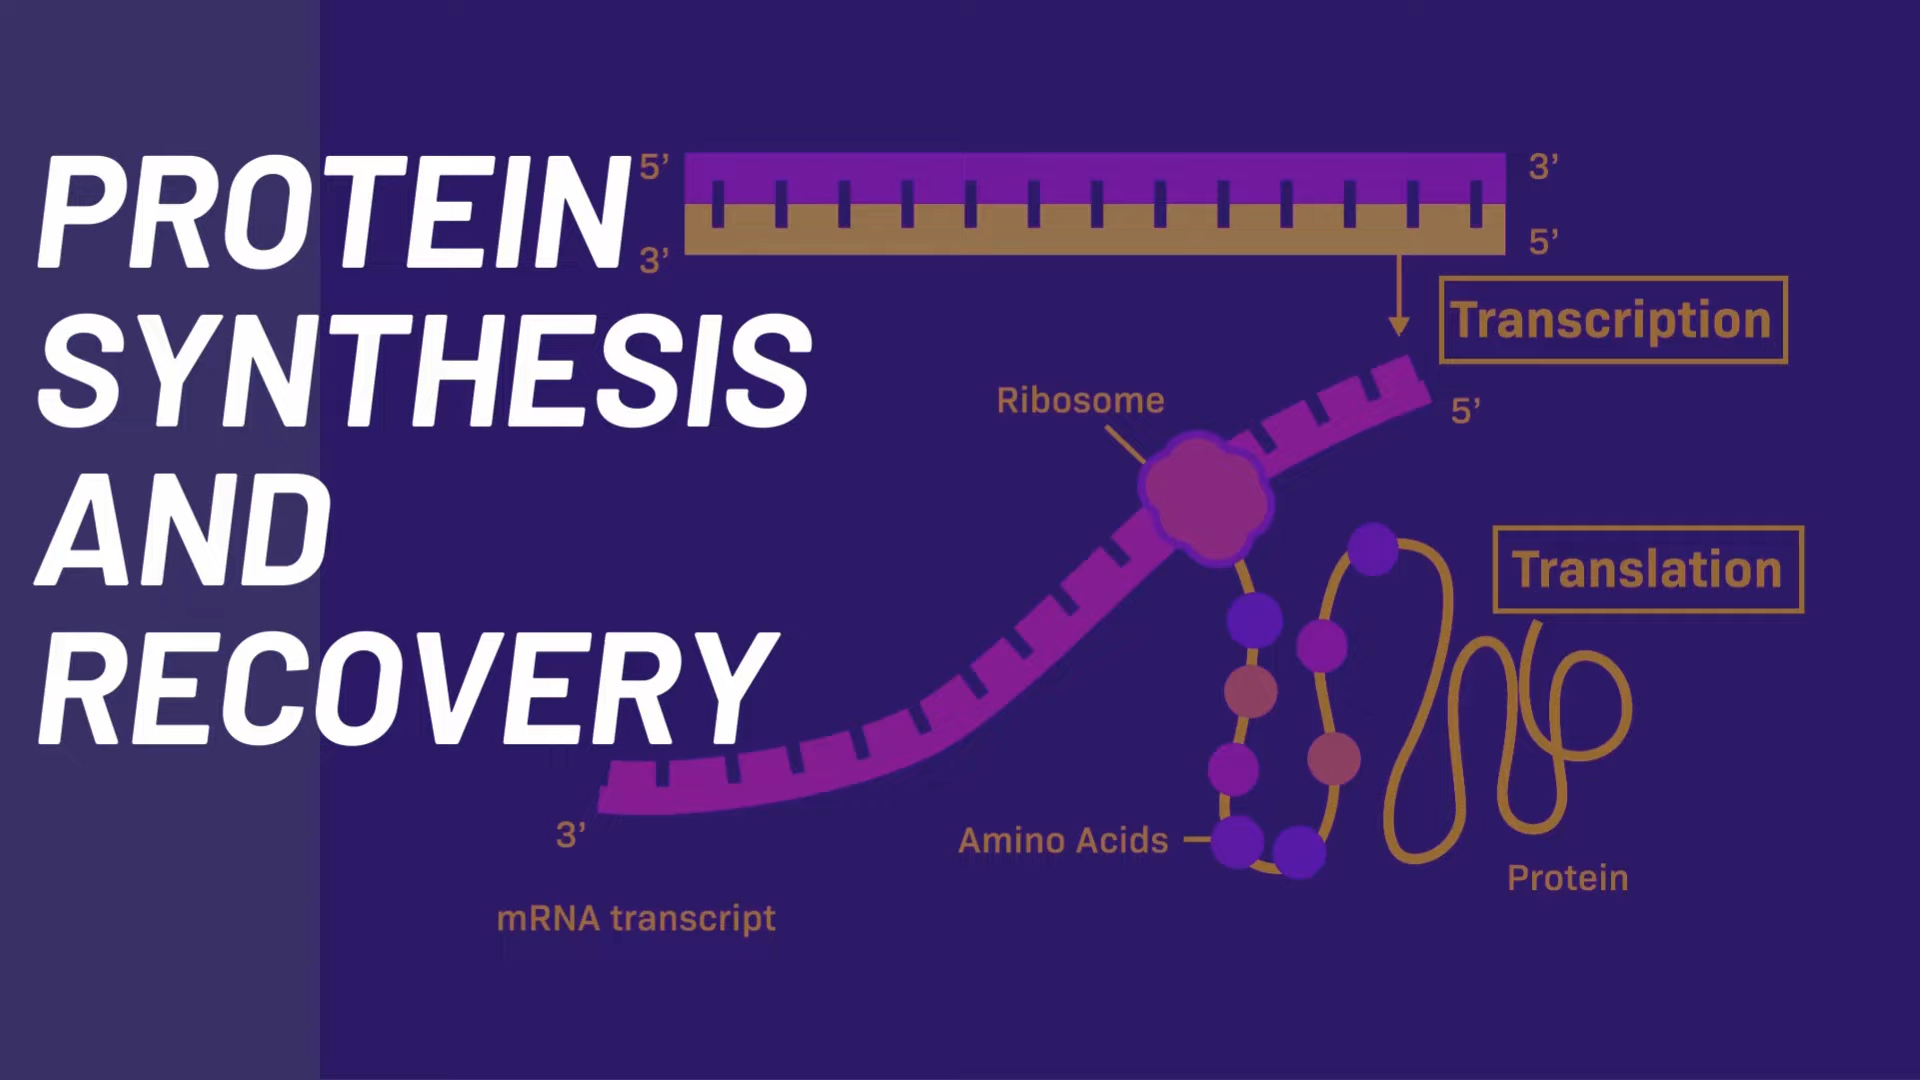 PROTEIN
SYNTHESIS
AND
RECOVERY
5’ 3’
3’ 5’
Transcription
Ribosome
5’
Translation
3’
Amino Acids
Protein
mRNA transcript